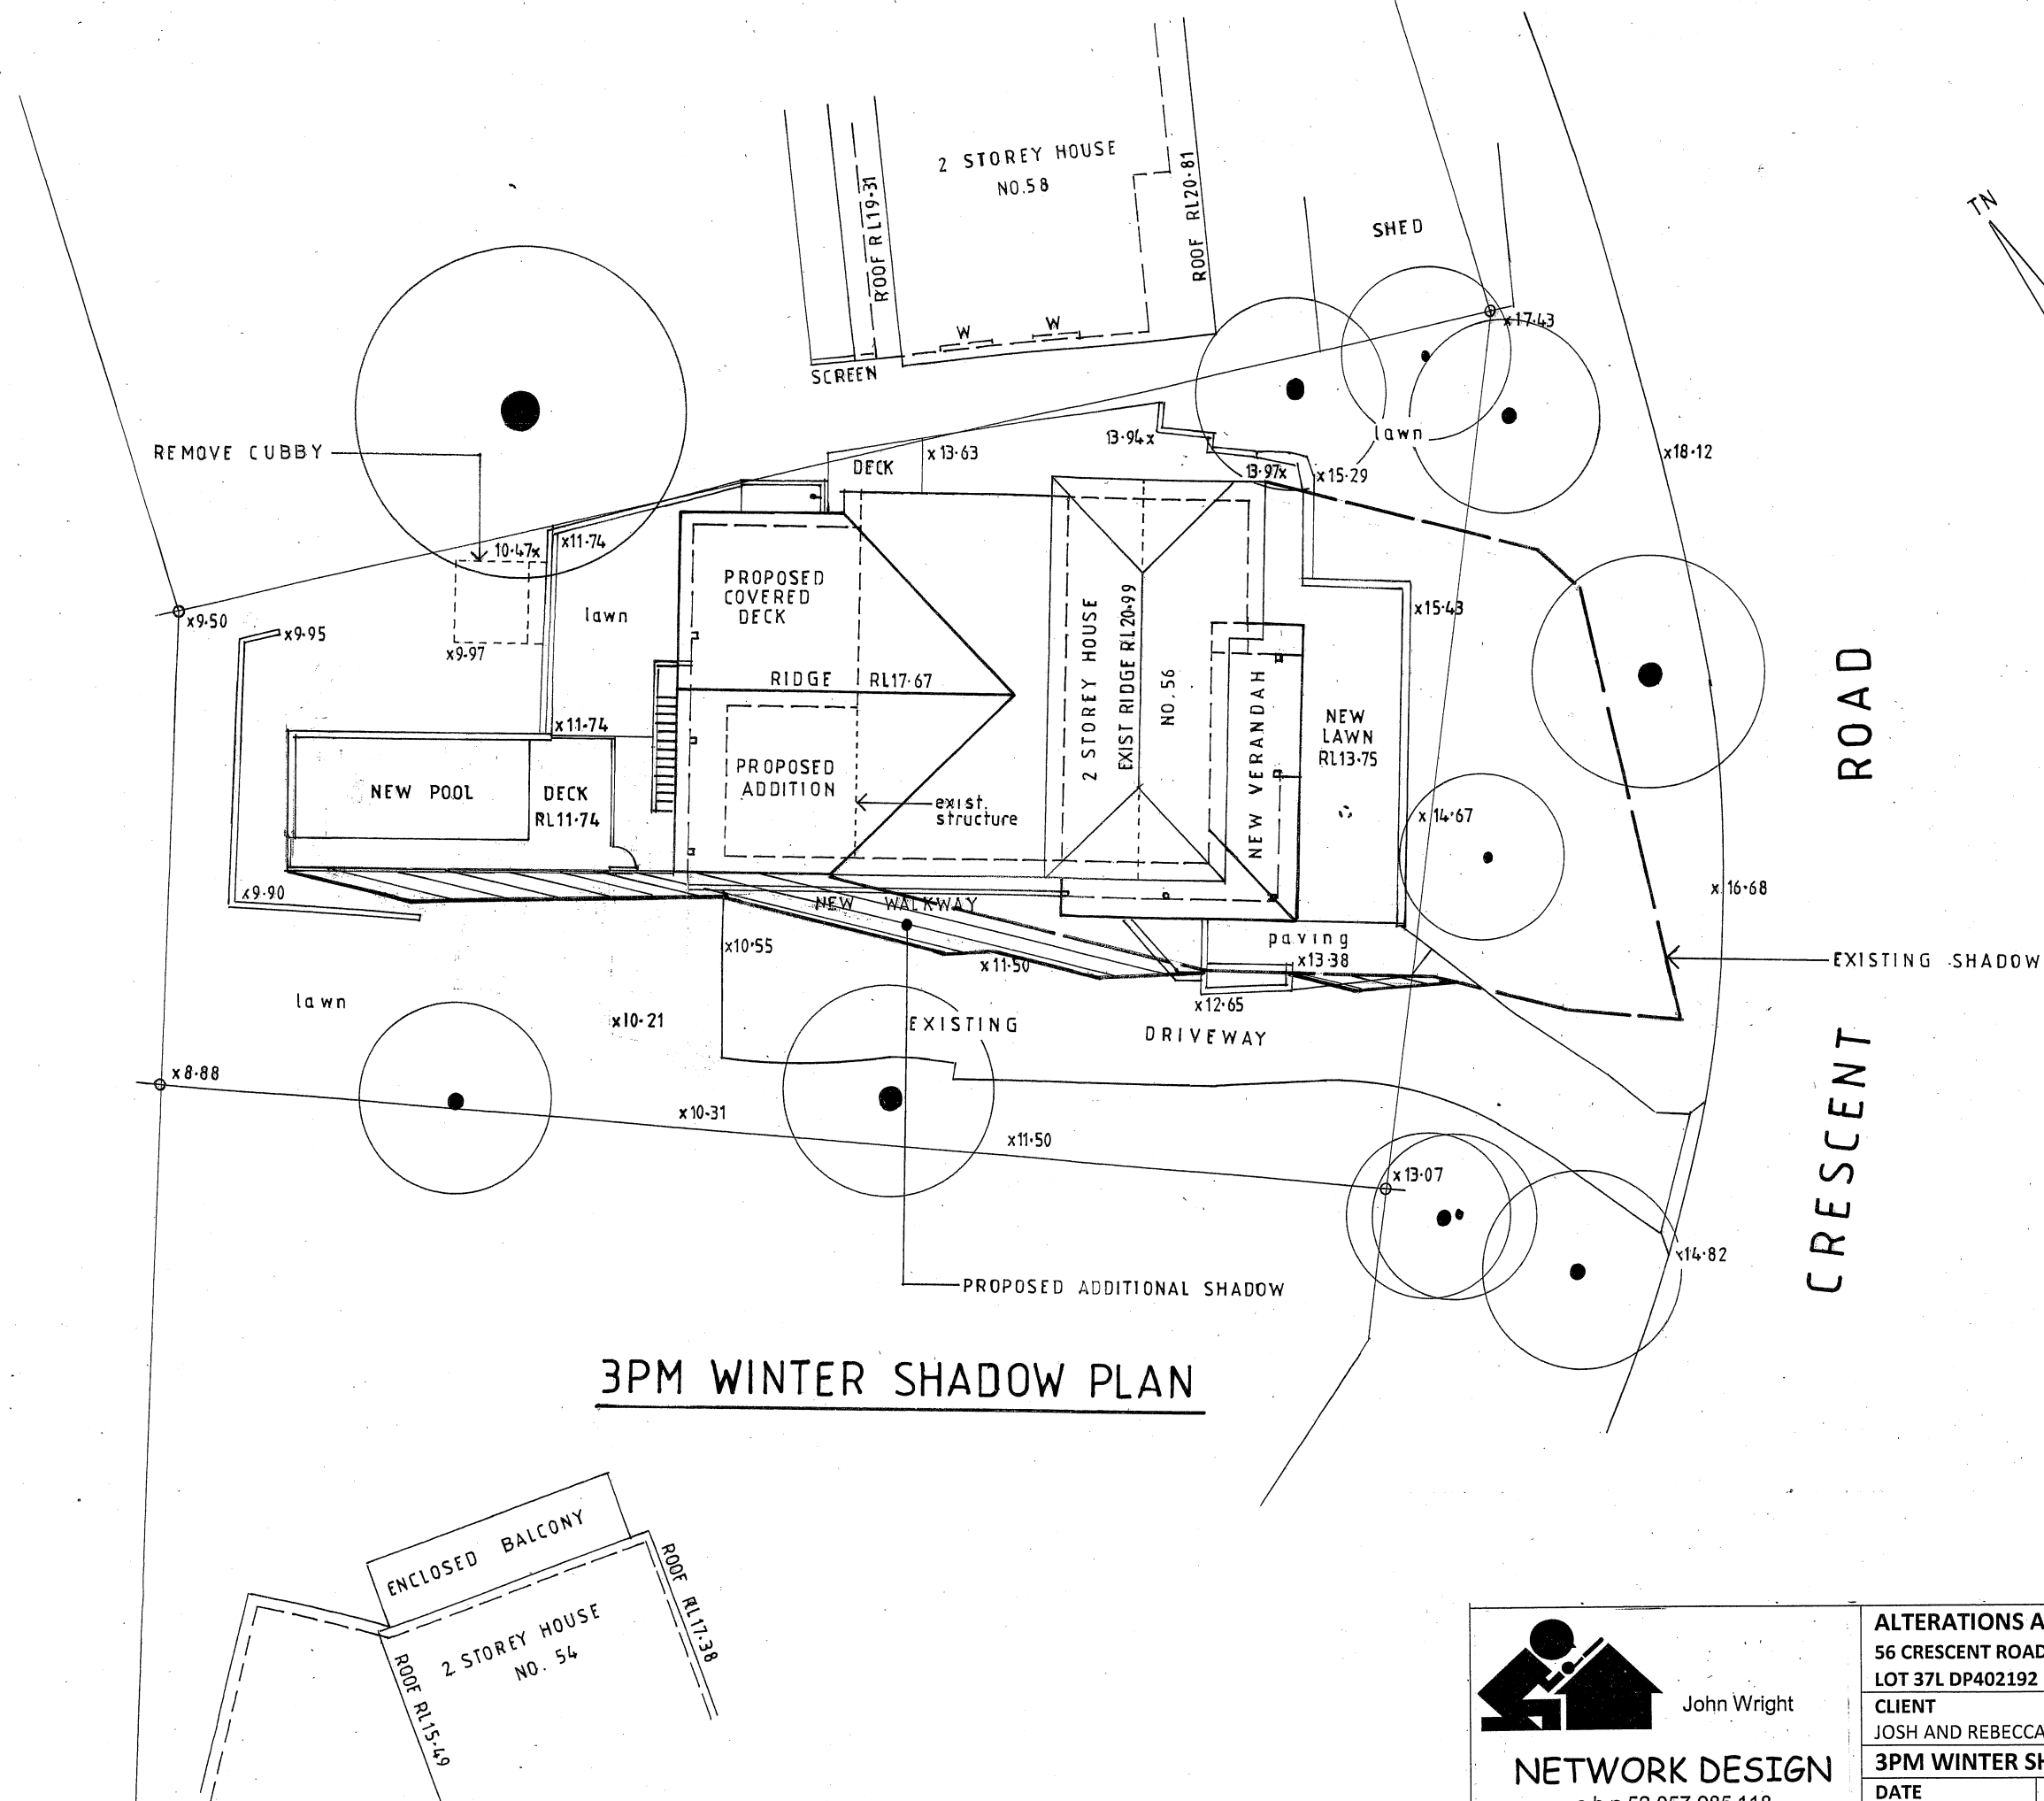 2 STOREY HOUSE
NO.58
ROOF RL19.31
ROOF RL20.81
SHED
TN
W
W
SCREEN
x17.43
REMOVE CUBBY
DECK
x13.63
13.94x
lawn
13.97x
x15.29
x18.12
10.47x
x11.74
PROPOSED
COVERED
DECK
lawn
x9.50
x9.95
x9.97
x15.43
RIDGE RL17.67
2 STOREY HOUSE
EXIST RIDGE RL20.99
NO.56
NEW VERANDAH
NEW
LAWN
RL13.75
x11.74
PROPOSED
ADDITION
exist.
structure
NEW POOL
DECK
RL11.74
x14.67
x9.90
NEW WALKWAY
x16.68
x10.55
x11.50
paving
x13.38
EXISTING SHADOW
lawn
x10.21
x12.65
EXISTING
DRIVEWAY
ROAD
CRESCENT
x8.88
x10.31
x11.50
x13.07
x14.82
PROPOSED ADDITIONAL SHADOW
3PM WINTER SHADOW PLAN
ENCLOSED BALCONY
2 STOREY HOUSE
NO. 54
ROOF RL17.38
ROOF RL15.49
John Wright
NETWORK DESIGN
ALTERATIONS A
56 CRESCENT ROAD
LOT 37L DP402192
CLIENT
JOSH AND REBECCA
3PM WINTER SH
DATE